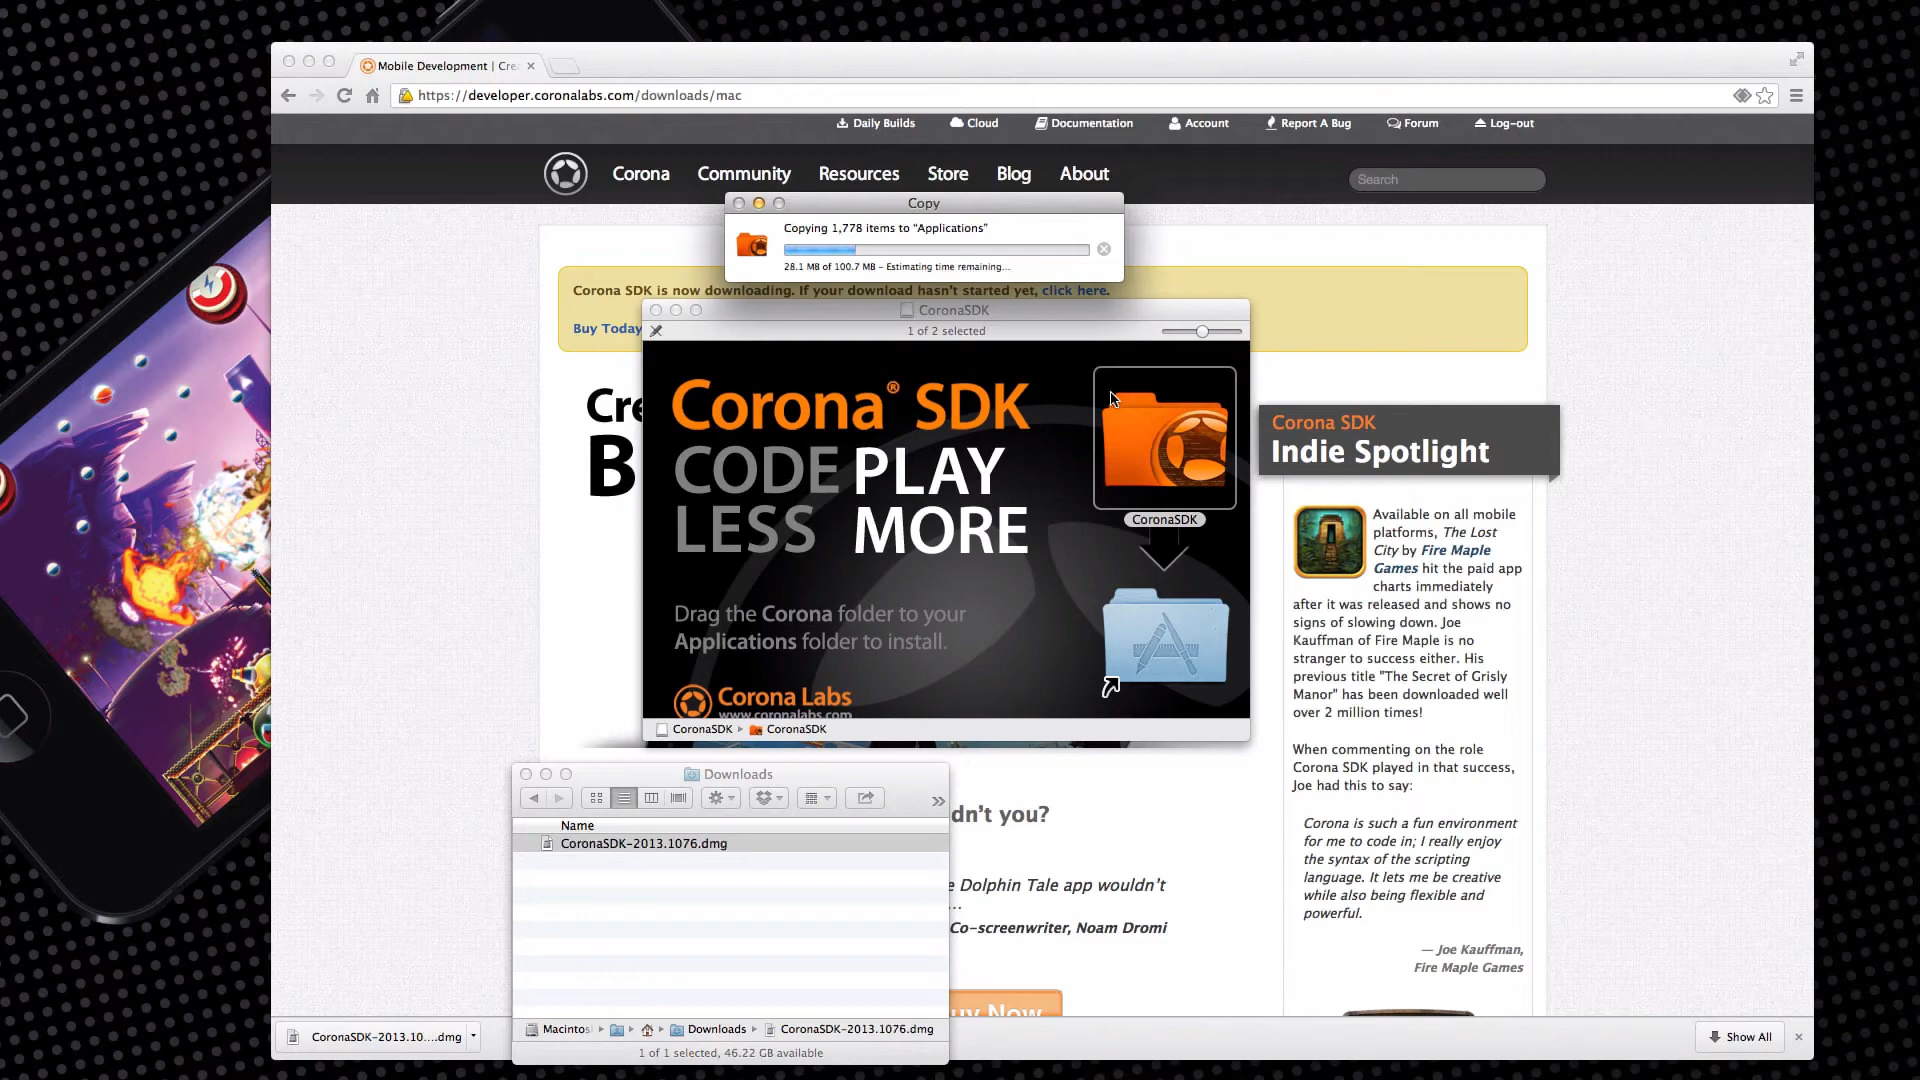 Mobile Development | Cre
https://developer.coronalabs.com/downloads/mac
Daily Builds Cloud Documentation Account Report A Bug Forum Log-out
Corona Community Resources Store Blog About
Search
Copy
Copying 1,778 items to “Applications”
28.1 MB of 100.7 MB – Estimating time remaining...
Corona SDK is now downloading. If your download hasn't started yet, click here.
Buy Today
CoronaSDK
1 of 2 selected
Cre
B
Corona® SDK
CODE PLAY
LESS MORE
CoronaSDK
Drag the Corona folder to your
Applications folder to install.
Corona Labs
www.coronalabs.com
CoronaSDK CoronaSDK
Corona SDK
Indie Spotlight
Available on all mobile
platforms, The Lost
City by Fire Maple
Games hit the paid app
charts immediately
after it was released and shows no
signs of slowing down. Joe
Kauffman of Fire Maple is no
stranger to success either. His
previous title "The Secret of Grisly
Manor" has been downloaded well
over 2 million times!
When commenting on the role
Corona SDK played in that success,
Joe had this to say:
Corona is such a fun environment
for me to code in; I really enjoy
the syntax of the scripting
language. It lets me be creative
while also being flexible and
powerful.
— Joe Kauffman,
Fire Maple Games
Downloads
Name
CoronaSDK-2013.1076.dmg
dn't you?
e Dolphin Tale app wouldn't
...
Co-screenwriter, Noam Dromi
uy Now
Macintos Downloads CoronaSDK-2013.1076.dmg
1 of 1 selected, 46.22 GB available
CoronaSDK-2013.10....dmg
Show All